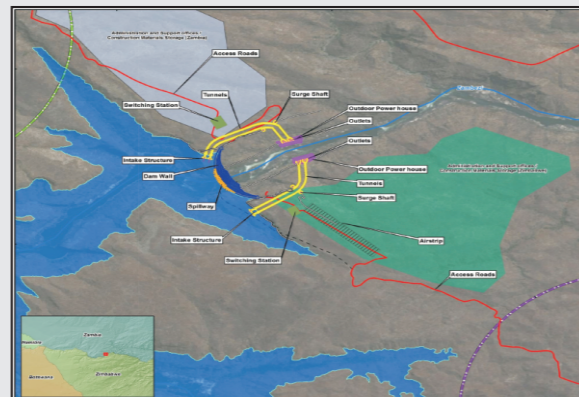 Administration and Support offices /
Construction Materials Storage (Zambia)
Access Roads
Tunnels
Surge Shaft
Switching Station
Outdoor Power house
Outlets
Zambezi
Outlets
Intake Structure
Outdoor Power house
Dam Wall
Tunnels
Surge Shaft
Spillway
Intake Structure
Airstrip
Switching Station
Access Roads
Zambia
Namibia
Zimbabwe
Botswana